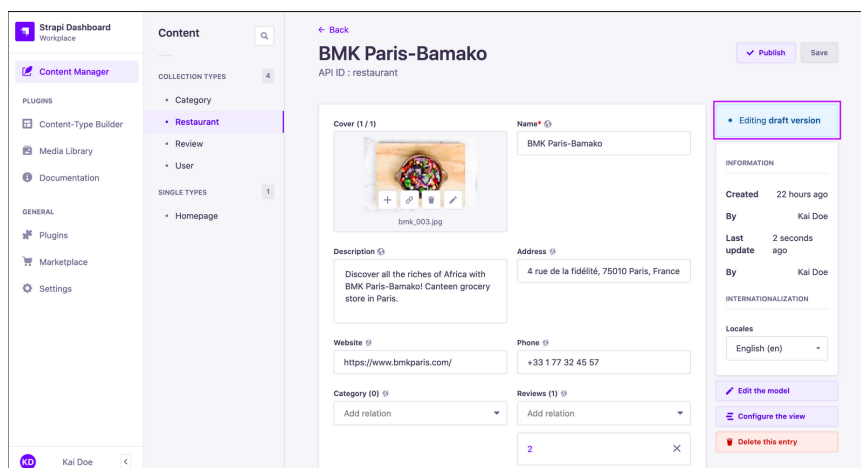 Strapi Dashboard
Workplace
Content Manager
PLUGINS
Content-Type Builder
Media Library
Documentation
GENERAL
Plugins
Marketplace
Settings
KD
Kai Doe
Content
COLLECTION TYPES 4
• Category
• Restaurant
• Review
• User
SINGLE TYPES 1
• Homepage
← Back
BMK Paris-Bamako
API ID : restaurant
Publish
Save
Cover (1 / 1)
bmk_003.jpg
Name*
BMK Paris-Bamako
Description
Discover all the riches of Africa with
BMK Paris-Bamako! Canteen grocery
store in Paris.
Address
4 rue de la fidélité, 75010 Paris, France
Website
https://www.bmkparis.com/
Phone
+33 1 77 32 45 57
Category (0)
Add relation
Reviews (1)
Add relation
2
• Editing draft version
INFORMATION
Created 22 hours ago
By Kai Doe
Last update 2 seconds ago
By Kai Doe
INTERNATIONALIZATION
Locales
English (en)
Edit the model
Configure the view
Delete this entry